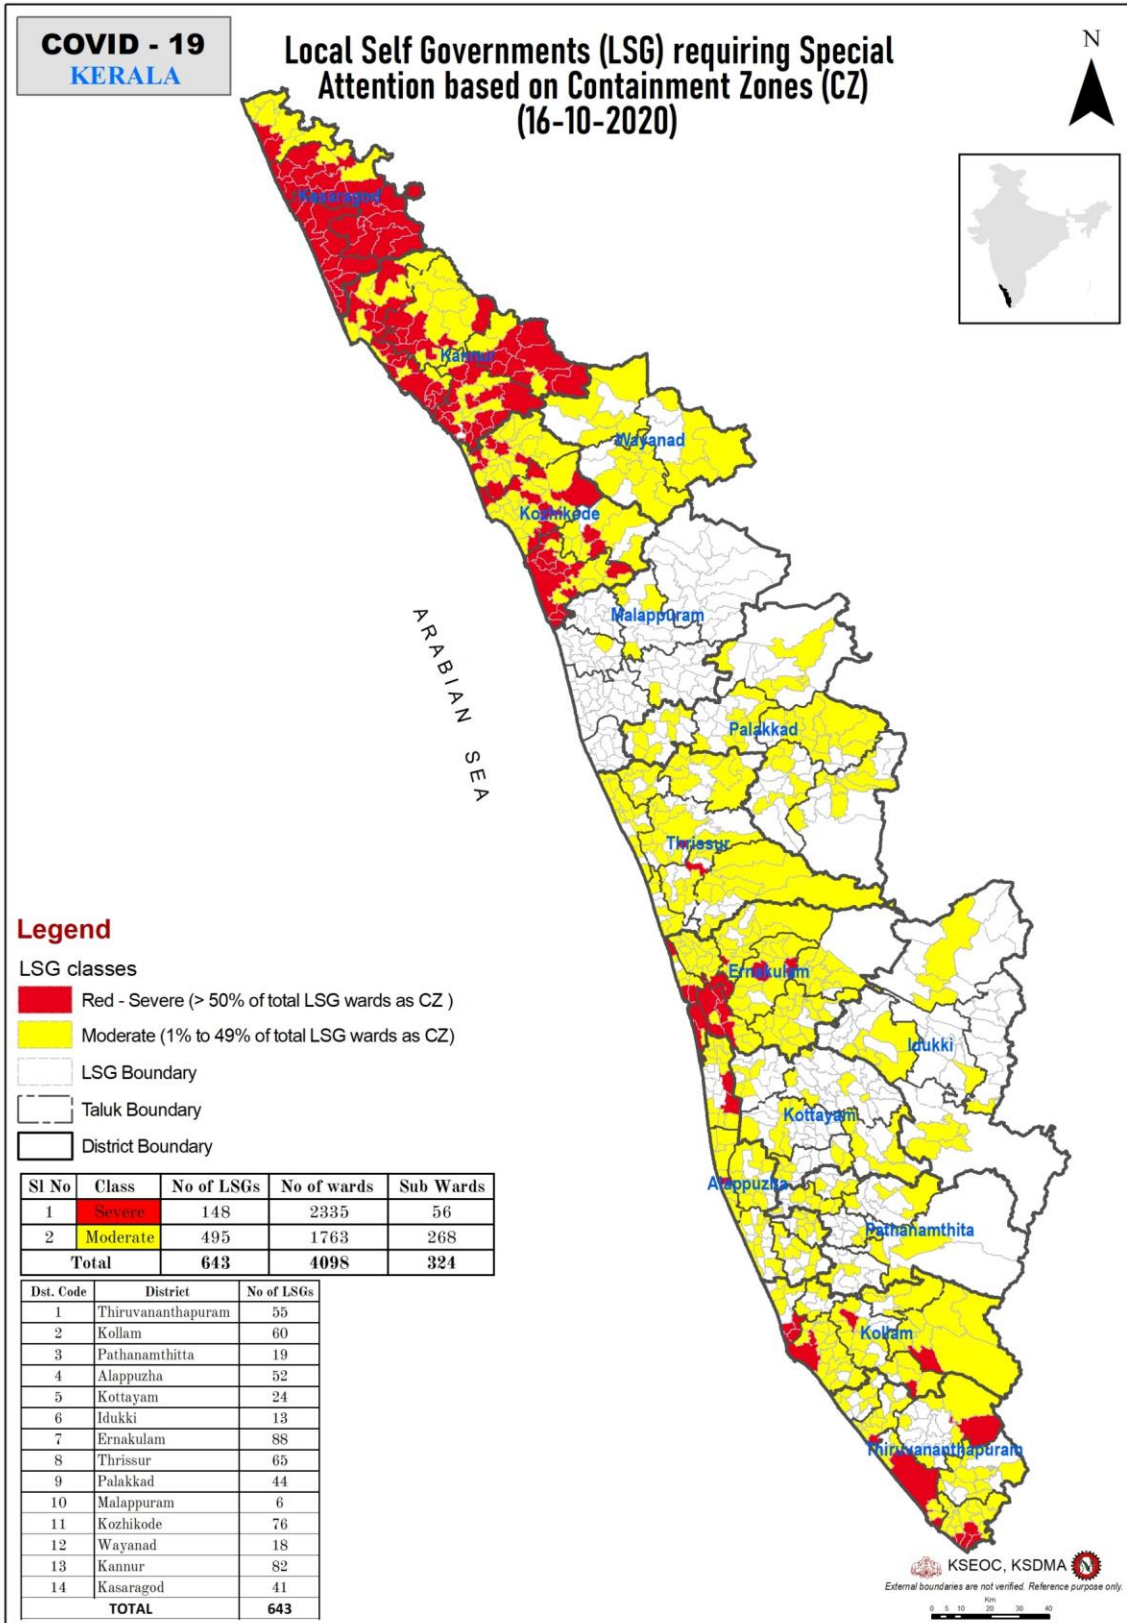 COVID - 19
KERALA
Local Self Governments (LSG) requiring Special
Attention based on Containment Zones (CZ)
(16-10-2020)
N
Kasaragod
Kannur
Wayanad
Kozhikode
Malappuram
ARABIAN SEA
Palakkad
Thrissur
Ernakulam
Idukki
Kottayam
Alappuzha
Pathanamthita
Kollam
Thiruvananthapuram
Legend
LSG classes
Red - Severe (> 50% of total LSG wards as CZ )
Moderate (1% to 49% of total LSG wards as CZ)
LSG Boundary
Taluk Boundary
District Boundary
Sl No Class No of LSGs No of wards Sub Wards
1 Severe 148 2335 56
2 Moderate 495 1763 268
Total 643 4098 324
Dst. Code District No of LSGs
1 Thiruvananthapuram 55
2 Kollam 60
3 Pathanamthitta 19
4 Alappuzha 52
5 Kottayam 24
6 Idukki 13
7 Ernakulam 88
8 Thrissur 65
9 Palakkad 44
10 Malappuram 6
11 Kozhikode 76
12 Wayanad 18
13 Kannur 82
14 Kasaragod 41
TOTAL 643
KSEOC, KSDMA
External boundaries are not verified. Reference purpose only.
Km
0 5 10 20 30 40